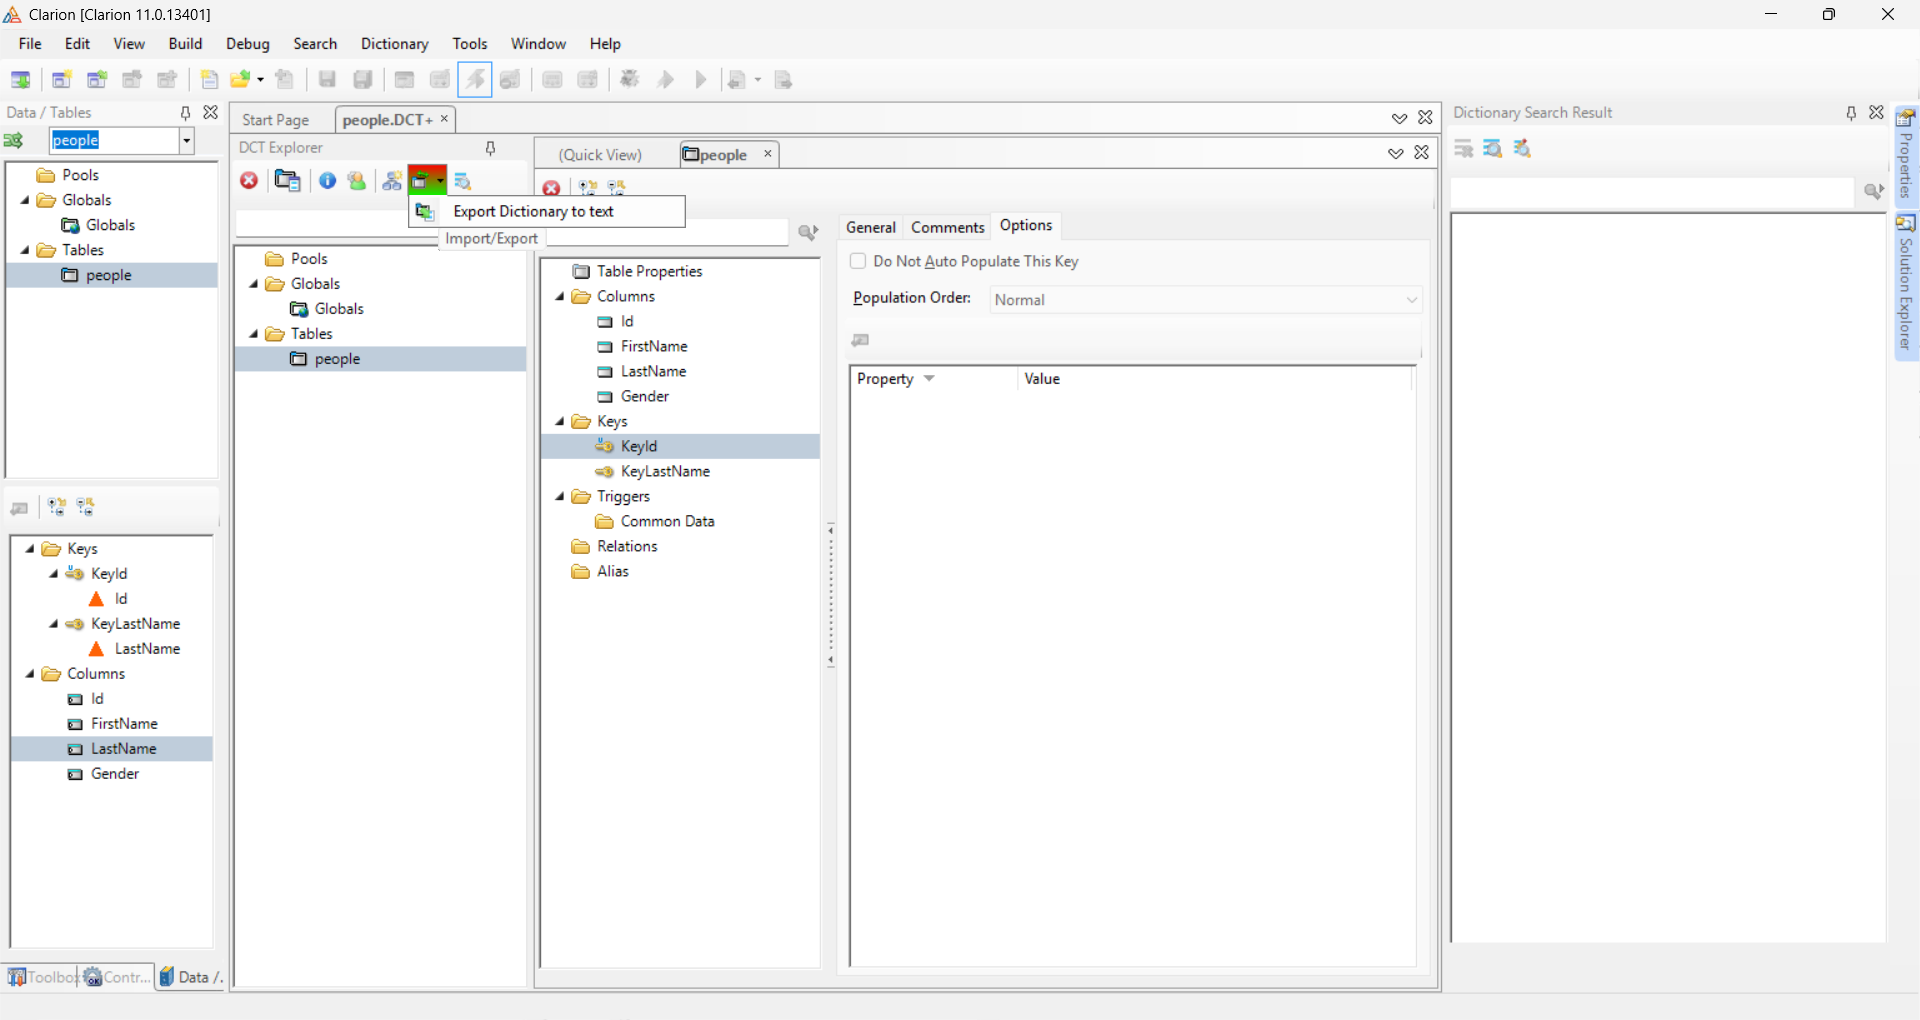 Clarion [Clarion 11.0.13401]
File Edit View Build Debug Search Dictionary Tools Window Help
Data / Tables
people
Pools
Globals
Globals
Tables
people
Keys
KeyId
Id
KeyLastName
LastName
Columns
Id
FirstName
LastName
Gender
Toolbox Contr... Data /.
Start Page people.DCT+
DCT Explorer
Export Dictionary to text
Import/Export
Pools
Globals
Globals
Tables
people
(Quick View) people
Table Properties
Columns
Id
FirstName
LastName
Gender
Keys
KeyId
KeyLastName
Triggers
Common Data
Relations
Alias
General Comments Options
Do Not Auto Populate This Key
Population Order: Normal
Property Value
Dictionary Search Result
Properties
Solution Explorer